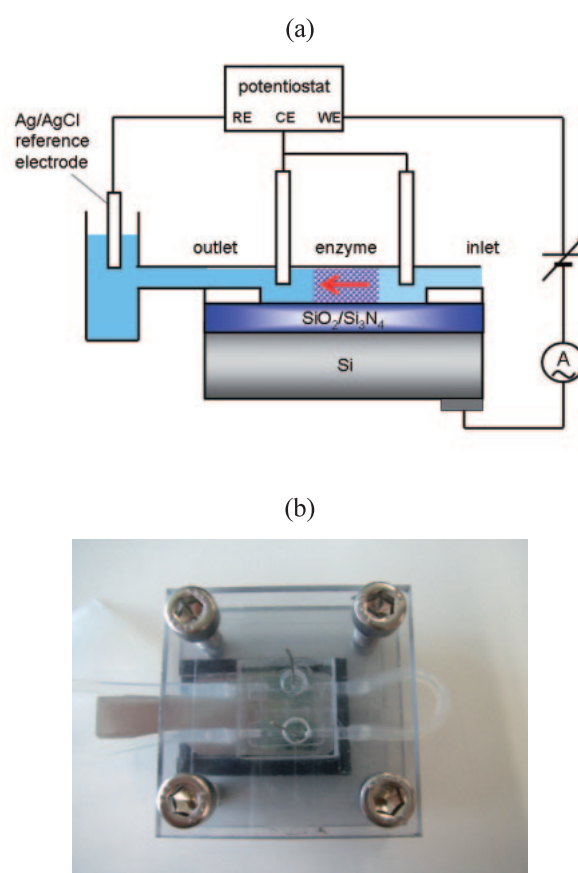 (a)
potentiostat
RE CE WE
Ag/AgCl
reference
electrode
outlet enzyme inlet
SiO₂/Si₃N₄
Si
A
(b)